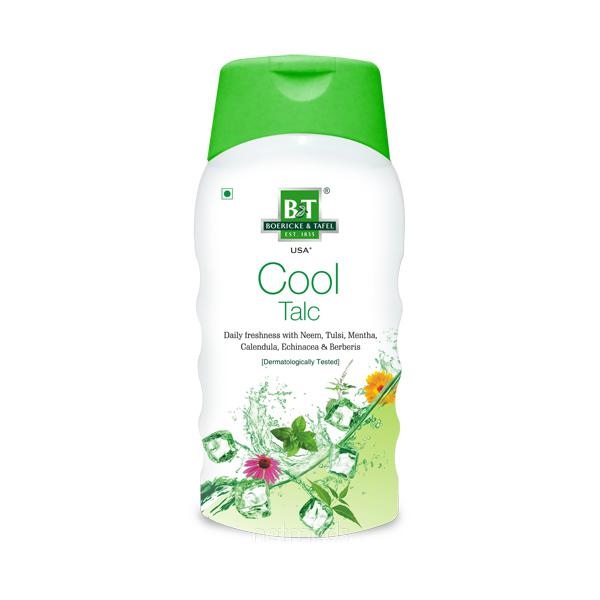 B&T®
BOERICKE & TAFEL
EST. 1835
USA+
Cool
Talc
Daily freshness with Neem, Tulsi, Mentha,
Calendula, Echinacea & Berberis
[Dermatologically Tested]